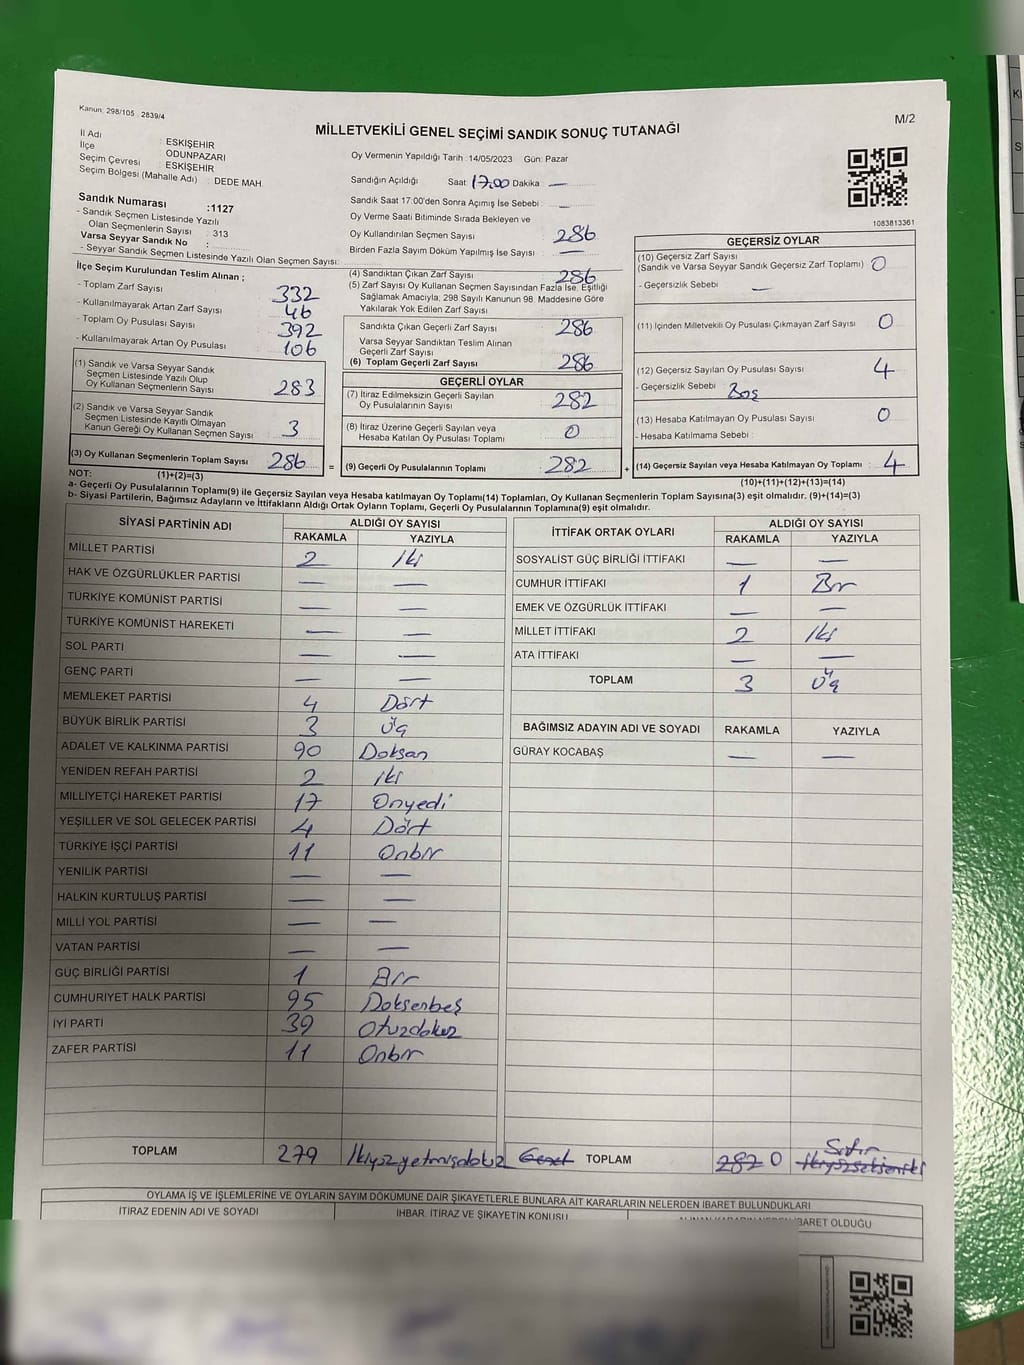 Kanun: 298/105 2839/4
M/2
MİLLETVEKİLİ GENEL SEÇİMİ SANDIK SONUÇ TUTANAĞI
İl Adı : ESKİŞEHİR
İlçe : ODUNPAZARI
Seçim Çevresi : ESKİŞEHİR
Seçim Bölgesi (Mahalle Adı) : DEDE MAH.
Oy Vermenin Yapıldığı Tarih :14/05/2023 Gün: Pazar
Sandığın Açıldığı Saat 17.00 Dakika —
Sandık Numarası :1127
- Sandık Seçmen Listesinde Yazılı
Olan Seçmenlerin Sayısı : 313
Varsa Seyyar Sandık No :
- Seyyar Sandık Seçmen Listesinde Yazılı Olan Seçmen Sayısı:
Sandık Saat 17.00'den Sonra Açımış İse Sebebi : —
Oy Verme Saati Bitiminde Sırada Bekleyen ve
Oy Kullandırılan Seçmen Sayısı 286
Birden Fazla Sayım Döküm Yapılmış İse Sayısı —
1083813361
İlçe Seçim Kurulundan Teslim Alınan ;
- Toplam Zarf Sayısı 332
- Kullanılmayarak Artan Zarf Sayısı 46
- Toplam Oy Pusulası Sayısı 392
- Kullanılmayarak Artan Oy Pusulası 106
(1) Sandık ve Varsa Seyyar Sandık
Seçmen Listesinde Yazılı Olup
Oy Kullanan Seçmenlerin Sayısı 283
(2) Sandık ve Varsa Seyyar Sandık
Seçmen Listesinde Kayıtlı Olmayan
Kanun Gereği Oy Kullanan Seçmen Sayısı 3
(3) Oy Kullanan Seçmenlerin Toplam Sayısı 286
(1)+(2)=(3)
(4) Sandıktan Çıkan Zarf Sayısı 286
(5) Zarf Sayısı Oy Kullanan Seçmen Sayısından Fazla İse, Eşitliği
Sağlamak Amacıyla; 298 Sayılı Kanunun 98. Maddesine Göre
Yakılarak Yok Edilen Zarf Sayısı
Sandıkta Çıkan Geçerli Zarf Sayısı 286
Varsa Seyyar Sandıktan Teslim Alınan
Geçerli Zarf Sayısı
(6) Toplam Geçerli Zarf Sayısı 286
GEÇERLİ OYLAR
(7) İtiraz Edilmeksizin Geçerli Sayılan
Oy Pusulalarının Sayısı 282
(8) İtiraz Üzerine Geçerli Sayılan veya
Hesaba Katılan Oy Pusulası Toplamı 0
= (9) Geçerli Oy Pusulalarının Toplamı 282 +
GEÇERSİZ OYLAR
(10) Geçersiz Zarf Sayısı
(Sandık ve Varsa Seyyar Sandık Geçersiz Zarf Toplamı) 0
- Geçersizlik Sebebi —
(11) İçinden Milletvekili Oy Pusulası Çıkmayan Zarf Sayısı 0
(12) Geçersiz Sayılan Oy Pusulası Sayısı 4
- Geçersizlik Sebebi : Boş
(13) Hesaba Katılmayan Oy Pusulası Sayısı 0
- Hesaba Katılmama Sebebi :
(14) Geçersiz Sayılan veya Hesaba Katılmayan Oy Toplamı : 4
(10)+(11)+(12)+(13)=(14)
NOT:
a- Geçerli Oy Pusulalarının Toplamı(9) ile Geçersiz Sayılan veya Hesaba katılmayan Oy Toplamı(14) Toplamları, Oy Kullanan Seçmenlerin Toplam Sayısına(3) eşit olmalıdır. (9)+(14)=(3)
b- Siyasi Partilerin, Bağımsız Adayların ve İttifakların Aldığı Ortak Oyların Toplamı, Geçerli Oy Pusulalarının Toplamına(9) eşit olmalıdır.
SİYASİ PARTİNİN ADI ALDIĞI OY SAYISI
RAKAMLA YAZIYLA
MİLLET PARTİSİ 2 İki
HAK VE ÖZGÜRLÜKLER PARTİSİ — —
TÜRKİYE KOMÜNİST PARTİSİ — —
TÜRKİYE KOMÜNİST HAREKETİ — —
SOL PARTİ — —
GENÇ PARTİ — —
MEMLEKET PARTİSİ 4 Dört
BÜYÜK BİRLİK PARTİSİ 3 Üç
ADALET VE KALKINMA PARTİSİ 90 Doksan
YENİDEN REFAH PARTİSİ 2 iki
MİLLİYETÇİ HAREKET PARTİSİ 17 Onyedi
YEŞİLLER VE SOL GELECEK PARTİSİ 4 Dört
TÜRKİYE İŞÇİ PARTİSİ 11 Onbir
YENİLİK PARTİSİ — —
HALKIN KURTULUŞ PARTİSİ — —
MİLLİ YOL PARTİSİ — —
VATAN PARTİSİ — —
GÜÇ BİRLİĞİ PARTİSİ 1 Bir
CUMHURİYET HALK PARTİSİ 95 Doksenbeş
İYİ PARTİ 39 Otuzdokuz
ZAFER PARTİSİ 11 Onbir
TOPLAM 279 İkiyüzyetmişdokuz
İTTİFAK ORTAK OYLARI ALDIĞI OY SAYISI
RAKAMLA YAZIYLA
SOSYALİST GÜÇ BİRLİĞİ İTTİFAKI — —
CUMHUR İTTİFAKI 1 Bir
EMEK VE ÖZGÜRLÜK İTTİFAKI — —
MİLLET İTTİFAKI 2 İki
ATA İTTİFAKI — —
TOPLAM 3 Üç
BAĞIMSIZ ADAYIN ADI VE SOYADI RAKAMLA YAZIYLA
GÜRAY KOCABAŞ — —
Genel TOPLAM 282 0 Sıfır
İkiyüzsekseniki
OYLAMA İŞ VE İŞLEMLERİNE VE OYLARIN SAYIM DÖKÜMÜNE DAİR ŞİKAYETLERLE BUNLARA AİT KARARLARIN NELERDEN İBARET BULUNDUKLARI
İTİRAZ EDENİN ADI VE SOYADI İHBAR, İTİRAZ VE ŞİKAYETİN KONUSU ALINAN KARARIN NEDEN İBARET OLDUĞU